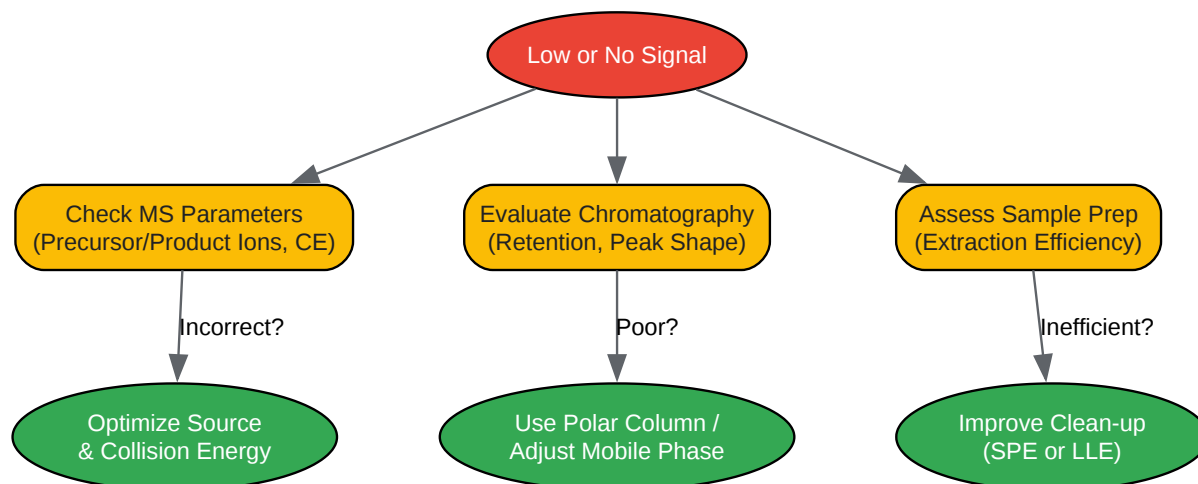 Low or No Signal
Check MS Parameters
(Precursor/Product Ions, CE)
Evaluate Chromatography
(Retention, Peak Shape)
Assess Sample Prep
(Extraction Efficiency)
Incorrect?
Poor?
Inefficient?
Optimize Source
& Collision Energy
Use Polar Column /
Adjust Mobile Phase
Improve Clean-up
(SPE or LLE)